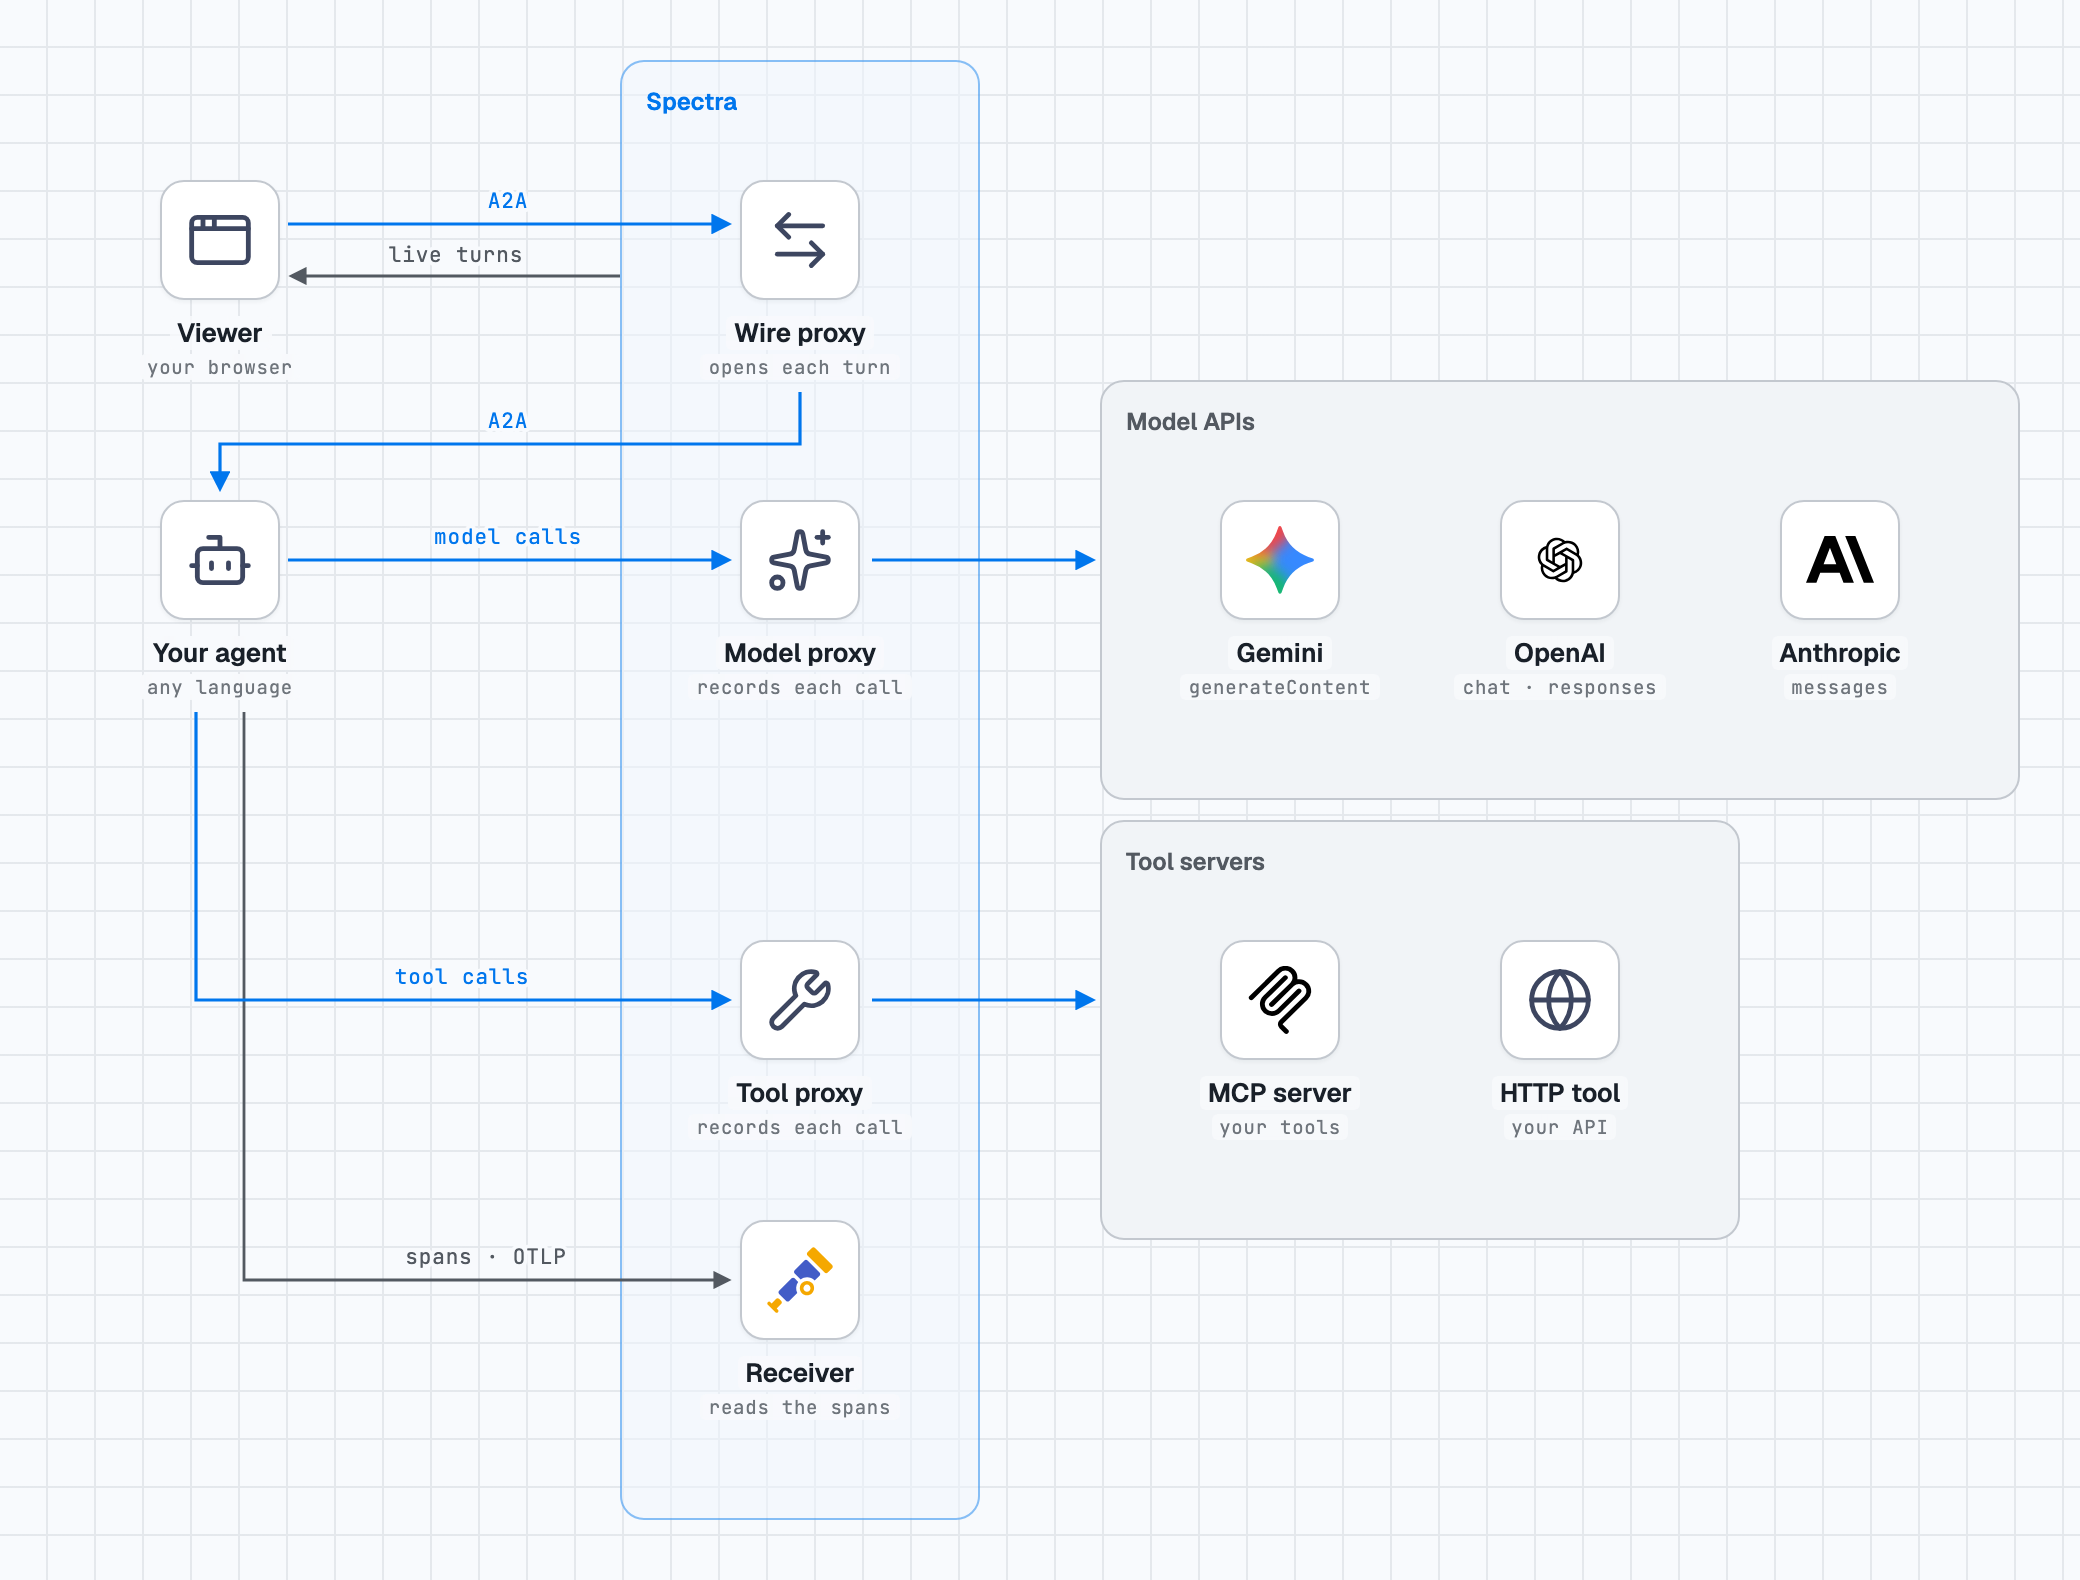 Spectra
A2A
live turns
Viewer
your browser
Wire proxy
opens each turn
A2A
Model APIs
model calls
Your agent
any language
Model proxy
records each call
Gemini
generateContent
OpenAI
chat · responses
Anthropic
messages
Tool servers
tool calls
Tool proxy
records each call
MCP server
your tools
HTTP tool
your API
spans · OTLP
Receiver
reads the spans